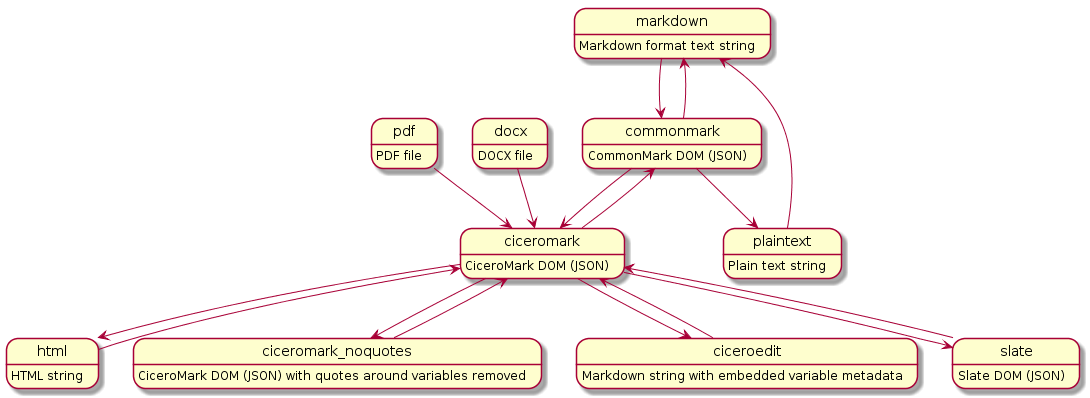 markdown
Markdown format text string
pdf
PDF file
docx
DOCX file
commonmark
CommonMark DOM (JSON)
ciceromark
CiceroMark DOM (JSON)
plaintext
Plain text string
html
HTML string
ciceromark_noquotes
CiceroMark DOM (JSON) with quotes around variables removed
ciceroedit
Markdown string with embedded variable metadata
slate
Slate DOM (JSON)